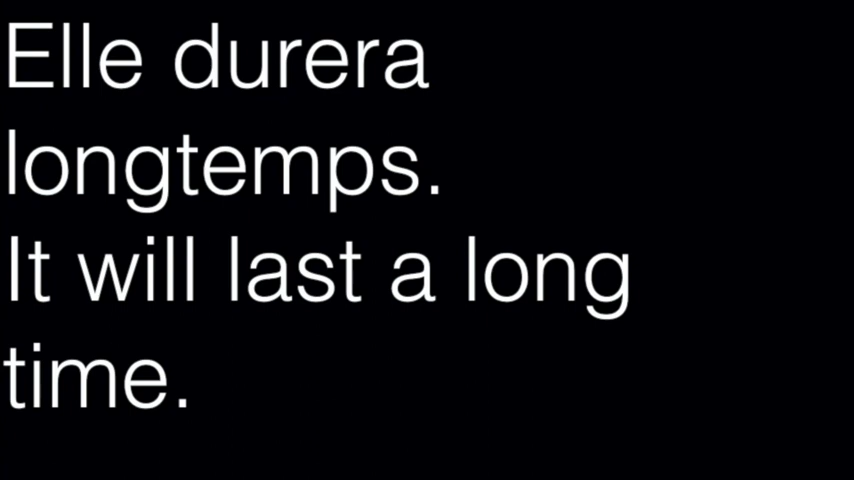 Elle durera
longtemps.
It will last a long
time.